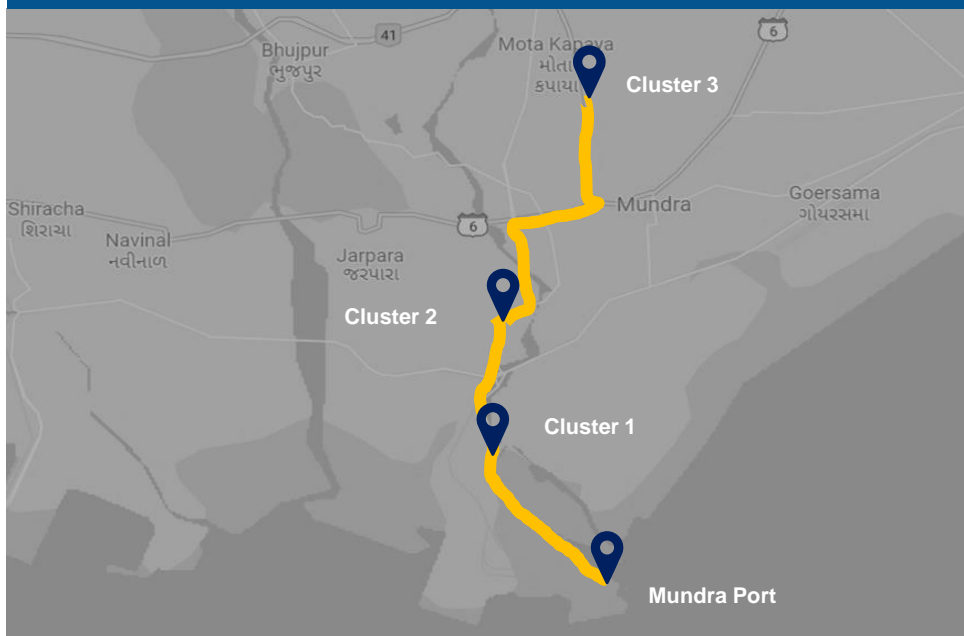 41
6
Bhujpur
ભુજપુર
Mota Kapaya
મોતા
કપાયા
Cluster 3
Shiracha
શિરાચા
Navinal
નવીનાળ
6
Mundra
Goersama
ગોયરસમા
Jarpara
જરપારા
Cluster 2
Cluster 1
Mundra Port